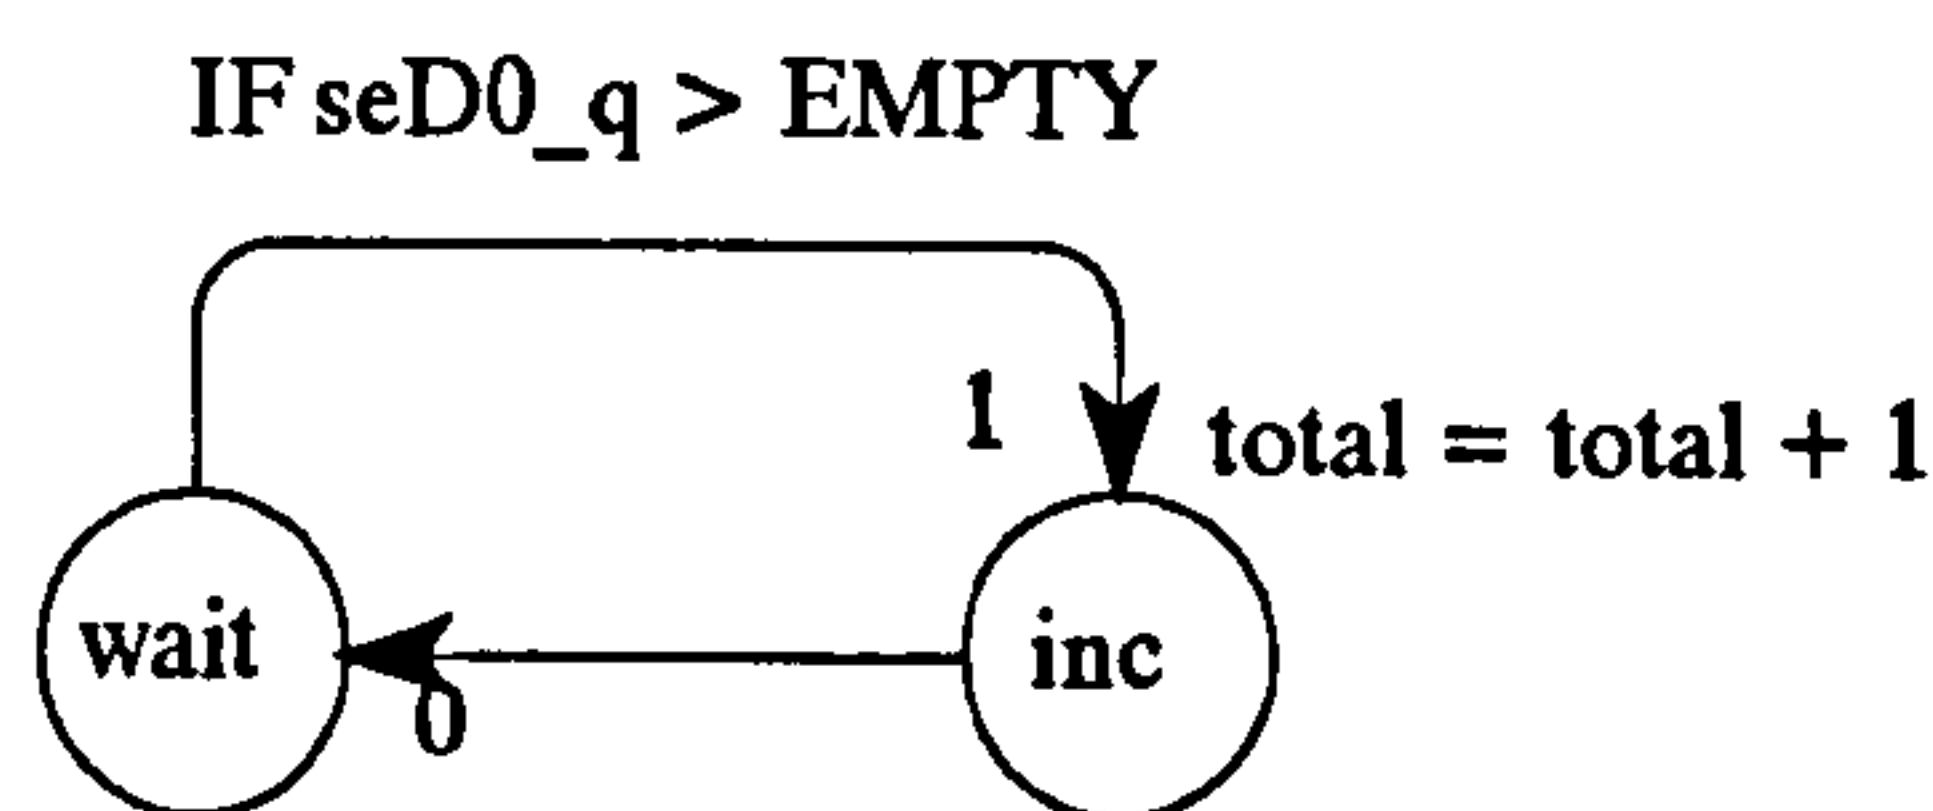 IF seD0_q > EMPTY
1
total = total + 1
wait
inc
0